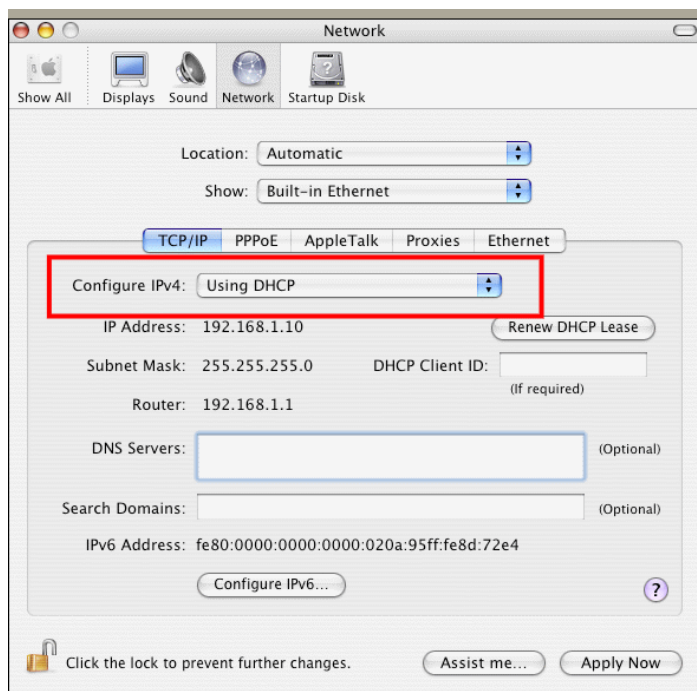 Network
Show All Displays Sound Network Startup Disk
Location: Automatic
Show: Built-in Ethernet
TCP/IP PPPoE AppleTalk Proxies Ethernet
Configure IPv4: Using DHCP
IP Address: 192.168.1.10 Renew DHCP Lease
Subnet Mask: 255.255.255.0 DHCP Client ID:
(If required)
Router: 192.168.1.1
DNS Servers: (Optional)
Search Domains: (Optional)
IPv6 Address: fe80:0000:0000:0000:020a:95ff:fe8d:72e4
Configure IPv6... ?
Click the lock to prevent further changes. Assist me... Apply Now